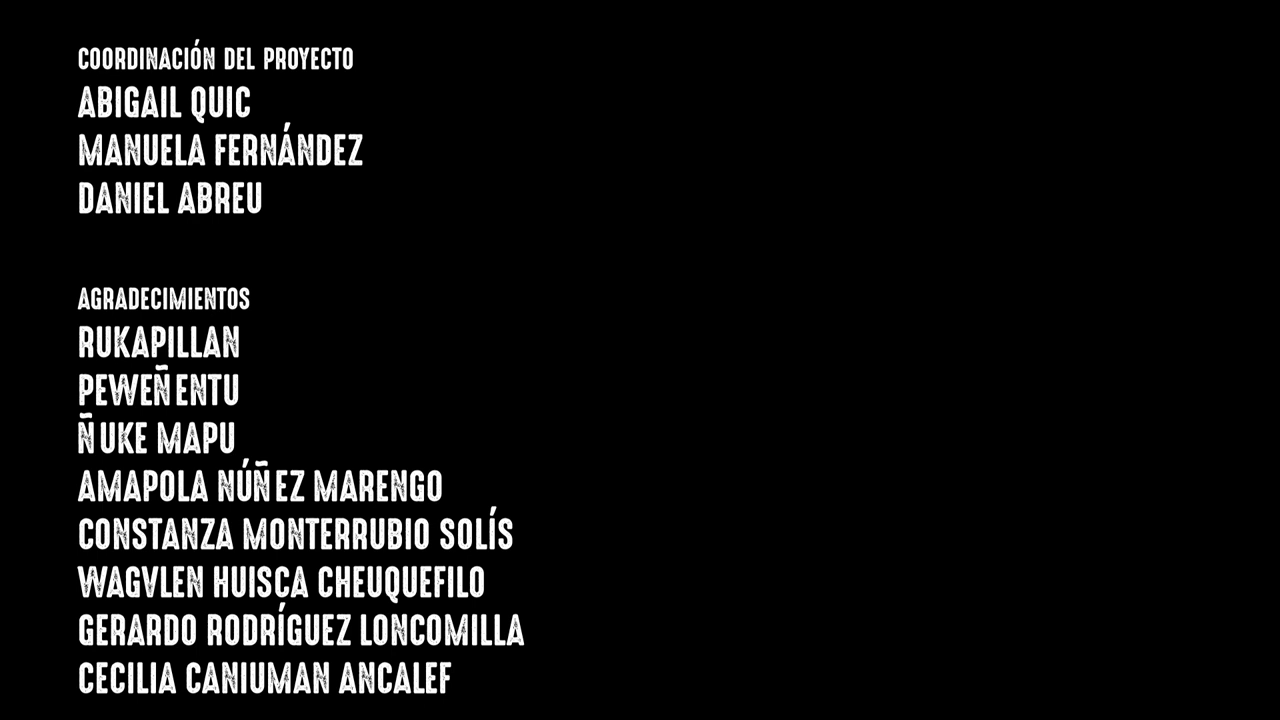 COORDINACIÓN DEL PROYECTO
ABIGAIL QUIC
MANUELA FERNÁNDEZ
DANIEL ABREU
AGRADECIMIENTOS
RUKAPILLAN
PEWEÑENTU
ÑUKE MAPU
AMAPOLA NÚÑEZ MARENGO
CONSTANZA MONTERRUBIO SOLÍS
WAGVLEN HUISCA CHEUQUEFILO
GERARDO RODRÍGUEZ LONCOMILLA
CECILIA CANIUMAN ANCALEF